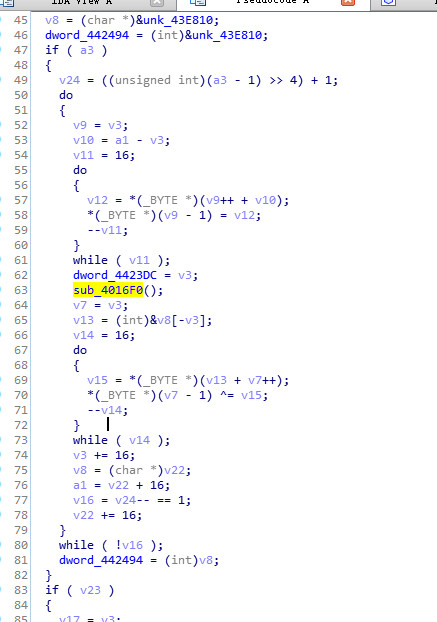 IDA View A
Pseudocode A
45 v8 = (char *)&unk_43E810;
46 dword_442494 = (int)&unk_43E810;
47 if ( a3 )
48 {
49 v24 = ((unsigned int)(a3 - 1) >> 4) + 1;
50 do
51 {
52 v9 = v3;
53 v10 = a1 - v3;
54 v11 = 16;
55 do
56 {
57 v12 = *(_BYTE *)(v9++ + v10);
58 *(_BYTE *)(v9 - 1) = v12;
59 --v11;
60 }
61 while ( v11 );
62 dword_4423DC = v3;
63 sub_4016F0();
64 v7 = v3;
65 v13 = (int)&v8[-v3];
66 v14 = 16;
67 do
68 {
69 v15 = *(_BYTE *)(v13 + v7++);
70 *(_BYTE *)(v7 - 1) ^= v15;
71 --v14;
72 }
73 while ( v14 );
74 v3 += 16;
75 v8 = (char *)v22;
76 a1 = v22 + 16;
77 v16 = v24-- == 1;
78 v22 += 16;
79 }
80 while ( !v16 );
81 dword_442494 = (int)v8;
82 }
83 if ( v23 )
84 {
85 v17 = v3;